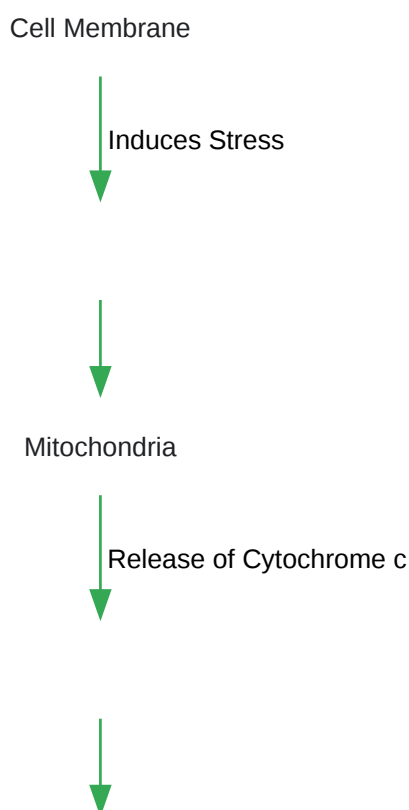 Cell Membrane
Induces Stress
Mitochondria
Release of Cytochrome c